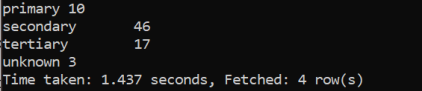 primary 10
secondary 46
tertiary 17
unknown 3
Time taken: 1.437 seconds, Fetched: 4 row(s)